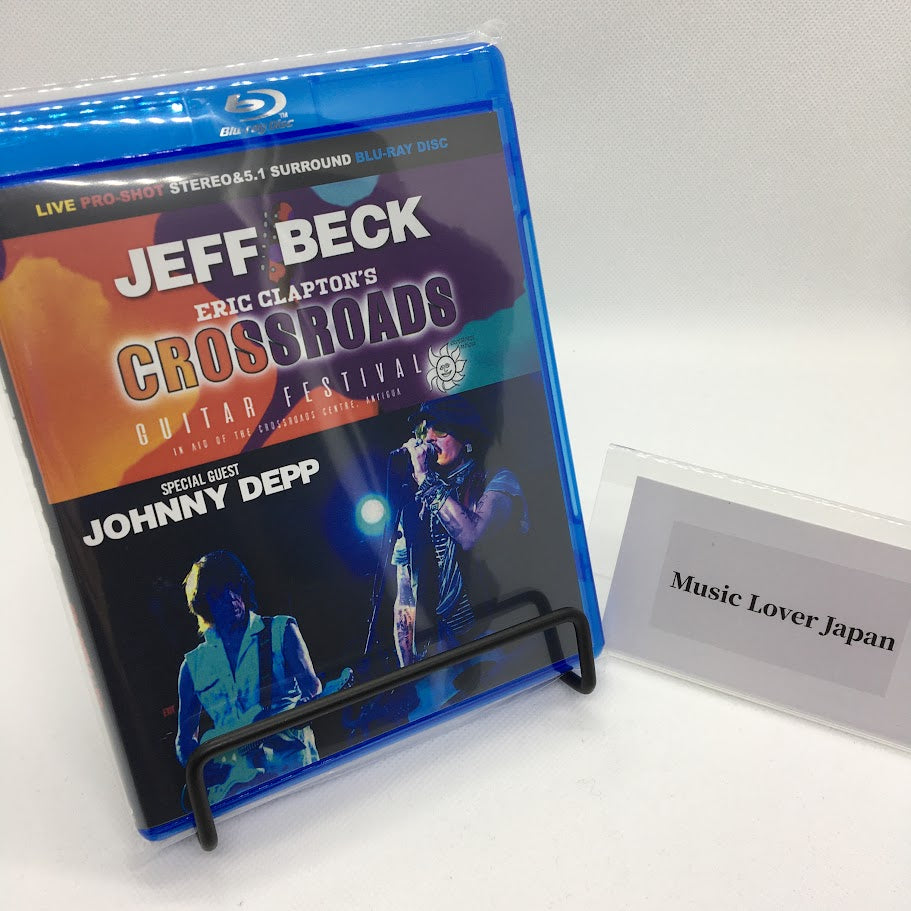 Blu-ray Disc™
LIVE PRO-SHOT STEREO&5.1 SURROUND BLU-RAY DISC
JEFF BECK
ERIC CLAPTON'S
CROSSROADS
GUITAR FESTIVAL
IN AID OF THE CROSSROADS CENTRE, ANTIGUA
SPECIAL GUEST
JOHNNY DEPP
Music Lover Japan